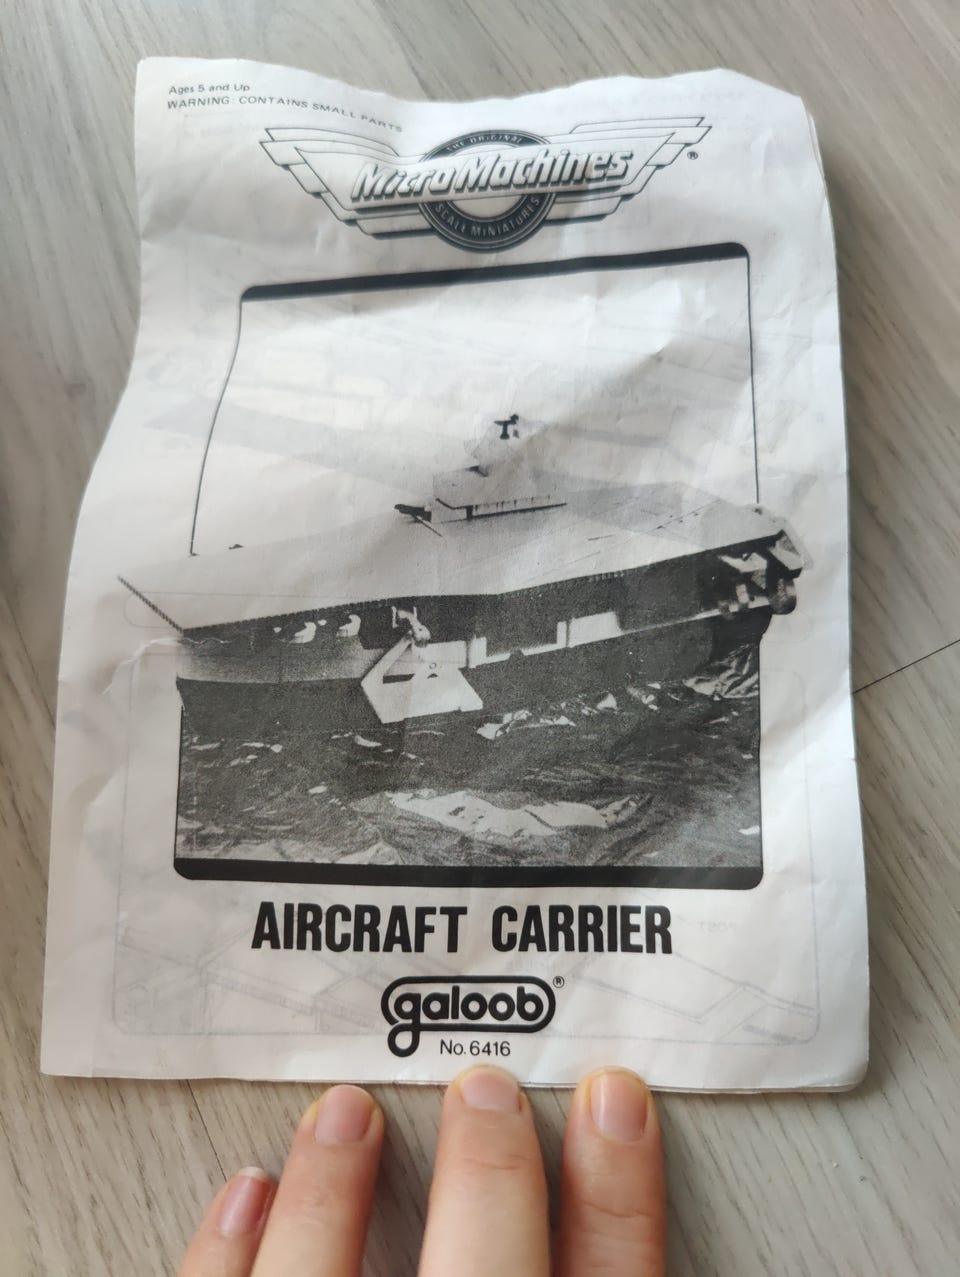 Ages 5 and Up
WARNING: CONTAINS SMALL PARTS
THE ORIGINAL
MicroMachines ®
SCALE MINIATURES
AIRCRAFT CARRIER
galoob ®
No. 6416